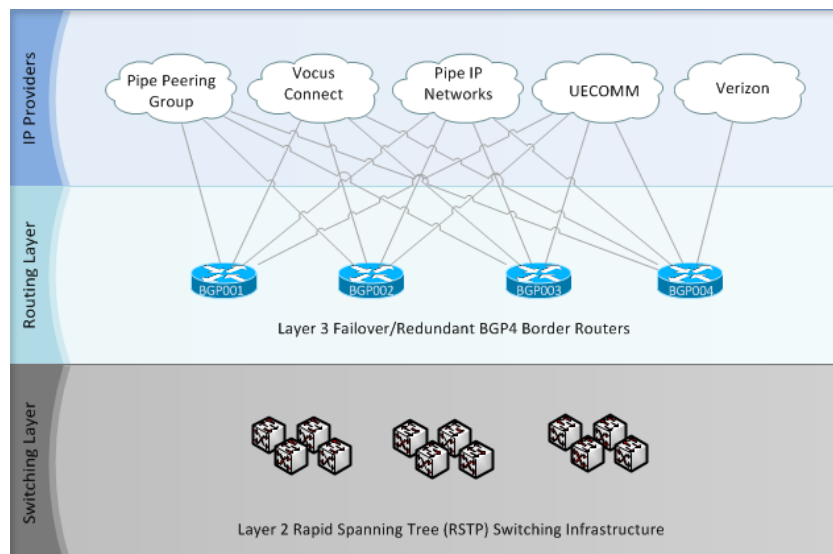 IP Providers
Pipe Peering
Group
Vocus
Connect
Pipe IP
Networks
UECOMM
Verizon
Routing Layer
BGP001
BGP002
BGP003
BGP004
Layer 3 Failover/Redundant BGP4 Border Routers
Switching Layer
Layer 2 Rapid Spanning Tree (RSTP) Switching Infrastructure